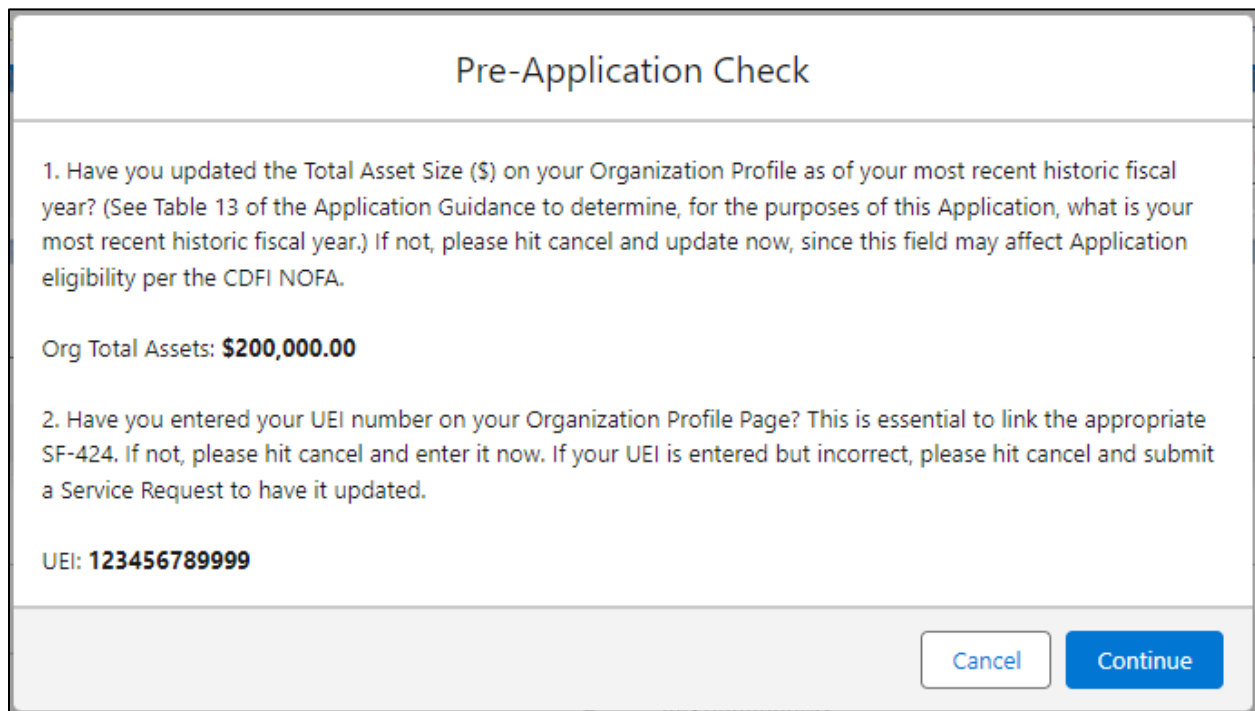 Pre-Application Check
1. Have you updated the Total Asset Size ($) on your Organization Profile as of your most recent historic fiscal
year? (See Table 13 of the Application Guidance to determine, for the purposes of this Application, what is your
most recent historic fiscal year.) If not, please hit cancel and update now, since this field may affect Application
eligibility per the CDFI NOFA.
Org Total Assets: $200,000.00
2. Have you entered your UEI number on your Organization Profile Page? This is essential to link the appropriate
SF-424. If not, please hit cancel and enter it now. If your UEI is entered but incorrect, please hit cancel and submit
a Service Request to have it updated.
UEI: 123456789999
Cancel Continue